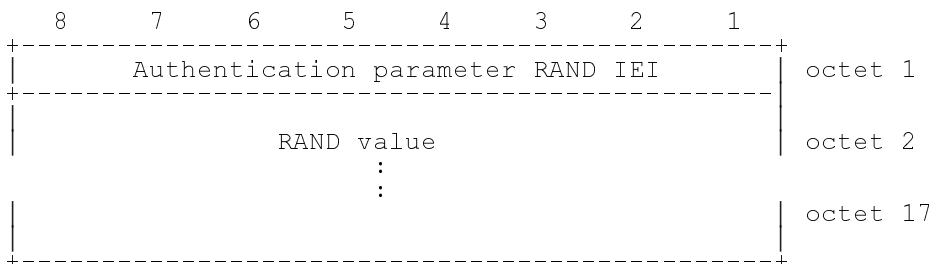 8 7 6 5 4 3 2 1
Authentication parameter RAND IEI octet 1
RAND value octet 2
:
:
octet 17